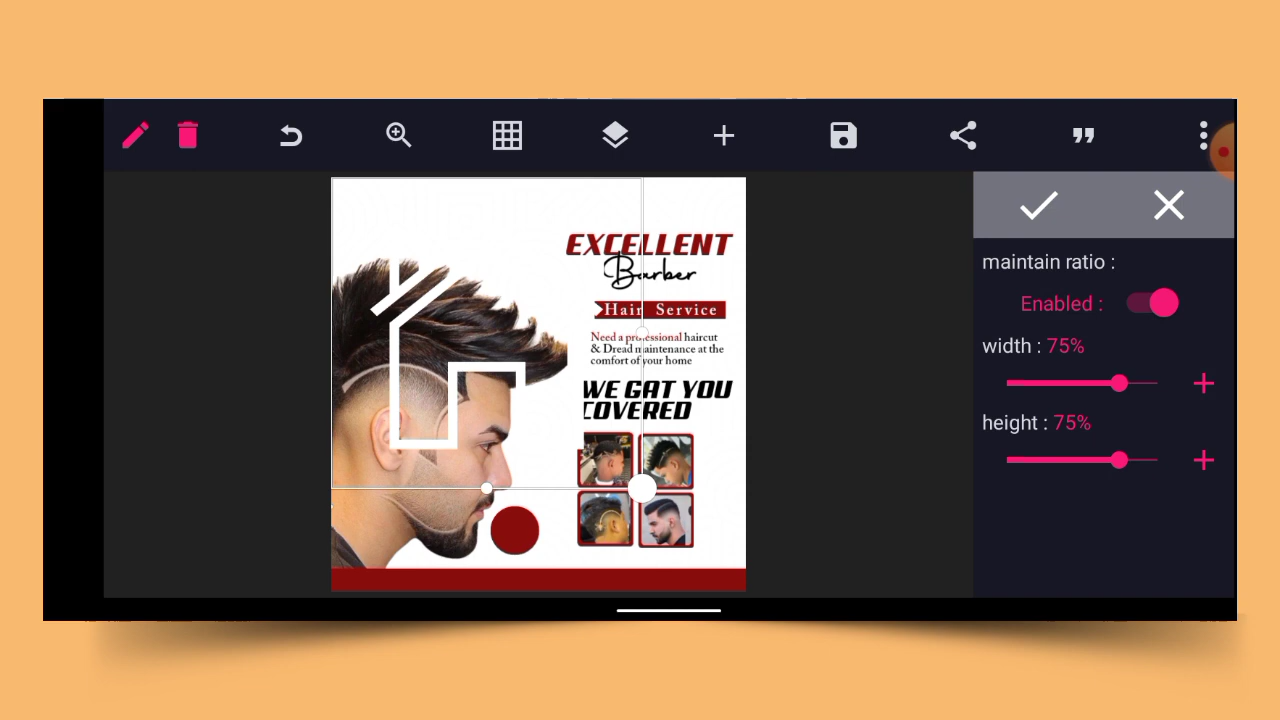 EXCELLENT
Barber
Hair Service
Need a professional haircut
& Dread maintenance at the
comfort of your home
WE GAT YOU
COVERED
maintain ratio :
Enabled :
width : 75%
height : 75%